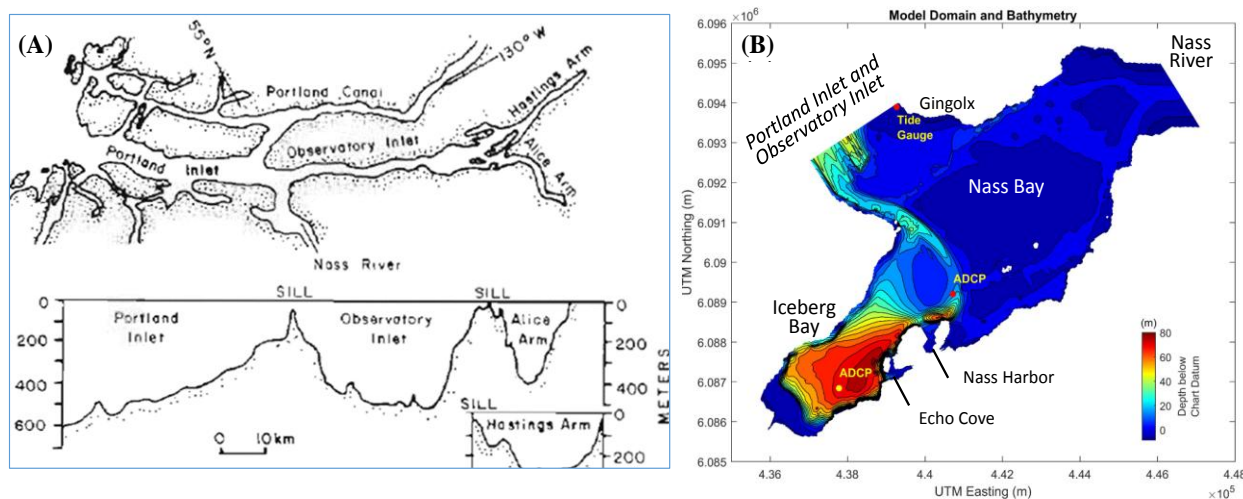 (A)
55°N
130°W
Portland Canal
Hastings Arm
Observatory Inlet
Alice Arm
Portland Inlet
Nass River
SILL
SILL
0
Portland
Inlet
Observatory
Inlet
Alice
Arm
0
200
200
400
400
600
METERS
SILL
0
Hastings Arm
200
0 10km
(B)
Model Domain and Bathymetry
×10⁶
6.096
6.095
6.094
6.093
6.092
6.091
6.09
6.089
6.088
6.087
6.086
6.085
UTM Northing (m)
Portland Inlet and
Observatory Inlet
Gingolx
Tide
Gauge
Nass
River
Nass Bay
ADCP
Iceberg
Bay
ADCP
Nass Harbor
Echo Cove
(m)
80
60
40
20
0
Depth below
Chart Datum
4.36
4.38
4.4
4.42
4.44
4.46
4.48
×10⁵
UTM Easting (m)